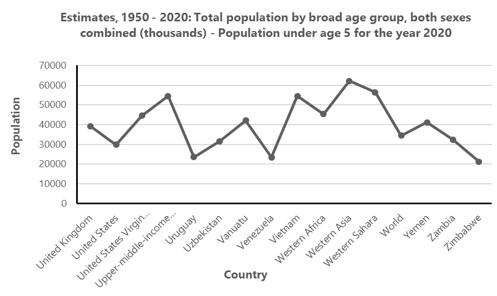 Estimates, 1950 - 2020: Total population by broad age group, both sexes
combined (thousands) - Population under age 5 for the year 2020
70000
60000
50000
40000
30000
20000
10000
0
Population
United Kingdom
United States
United States Virgin...
Upper-middle-income...
Uruguay
Uzbekistan
Vanuatu
Venezuela
Vietnam
Western Africa
Western Asia
Western Sahara
World
Yemen
Zambia
Zimbabwe
Country